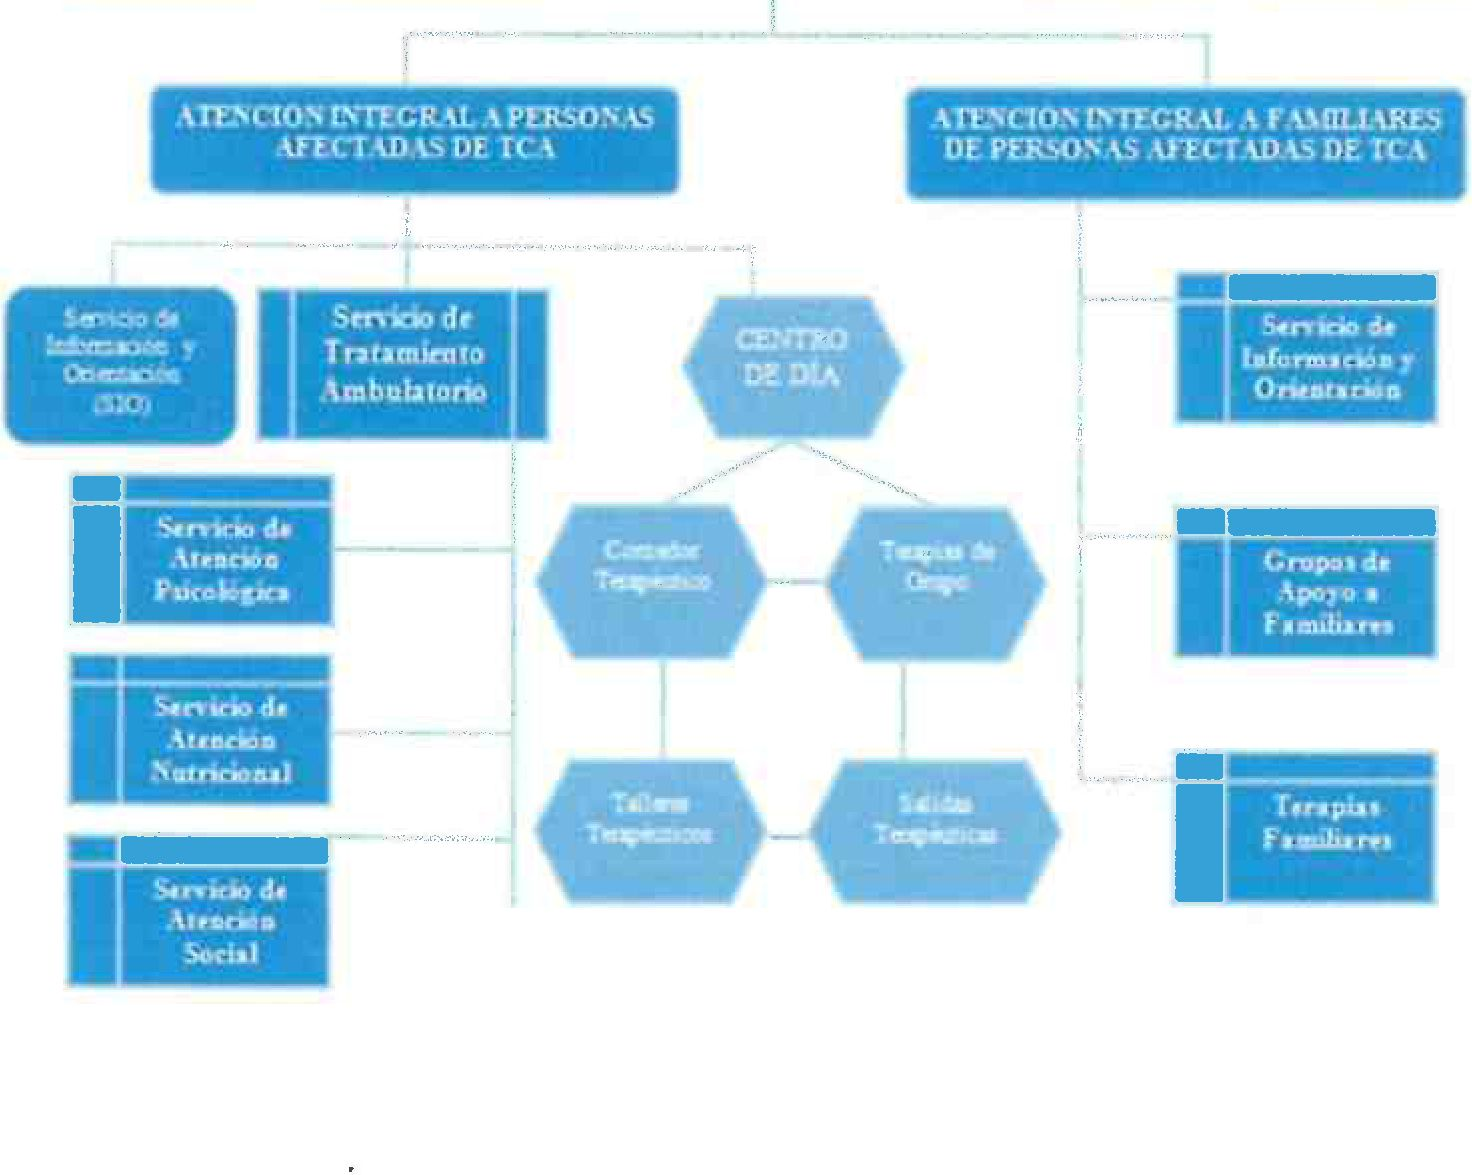 ATENCION INTEGRAL A PERSONAS
AFECTADAS DE TCA
ATENCION INTEGRAL A FAMILIARES
DE PERSONAS AFECTADAS DE TCA
Servicio de
Información y
Orientación
(SIO)
Servicio de
Tratamiento
Ambulatorio
CENTRO
DE DÍA
Servicio de
Información y
Orientación
Servicio de
Atención
Psicológica
Comedor
Terapéutico
Terapias de
Grupo
Grupos de
Apoyo a
Familiares
Servicio de
Atención
Nutricional
Talleres
Terapéuticos
Salidas
Terapéuticas
Terapias
Familiares
Servicio de
Atención
Social